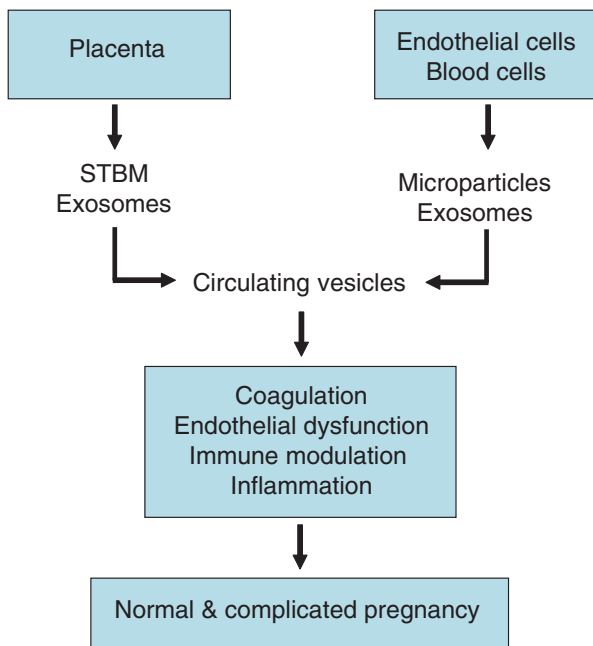 Placenta
Endothelial cells
Blood cells
STBM
Exosomes
Microparticles
Exosomes
Circulating vesicles
Coagulation
Endothelial dysfunction
Immune modulation
Inflammation
Normal & complicated pregnancy